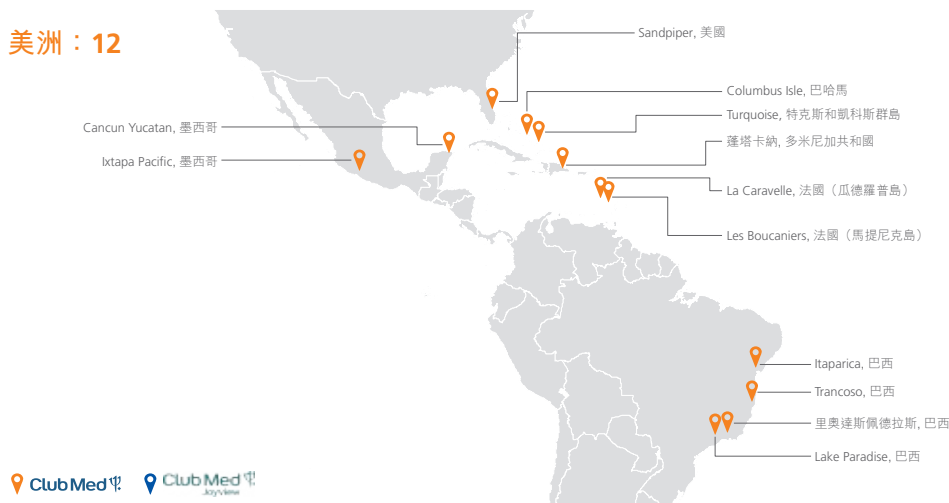 美洲：12
Sandpiper, 美國
Columbus Isle, 巴哈馬
Turquoise, 特克斯和凱科斯群島
Cancun Yucatan, 墨西哥
蓬塔卡納, 多米尼加共和國
Ixtapa Pacific, 墨西哥
La Caravelle, 法國（瓜德羅普島）
Les Boucaniers, 法國（馬提尼克島）
Itaparica, 巴西
Trancoso, 巴西
里奧達斯佩德拉斯, 巴西
Lake Paradise, 巴西
Club Med Club Med
Joyview